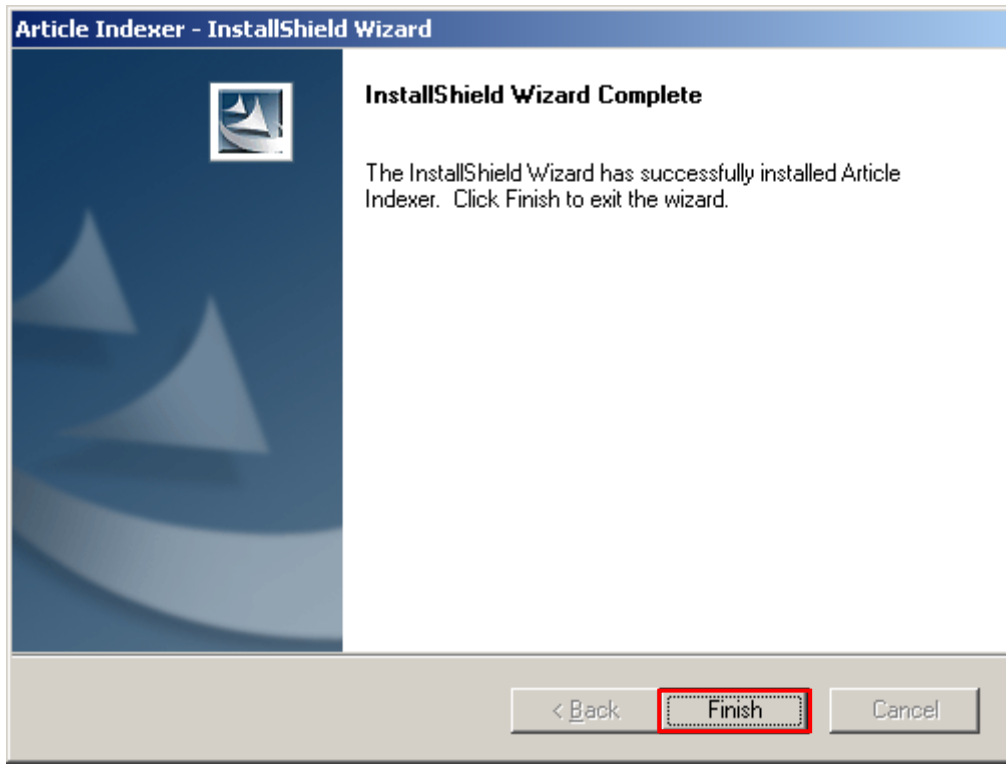 Article Indexer - InstallShield Wizard
InstallShield Wizard Complete
The InstallShield Wizard has successfully installed Article
Indexer. Click Finish to exit the wizard.
< Back Finish Cancel